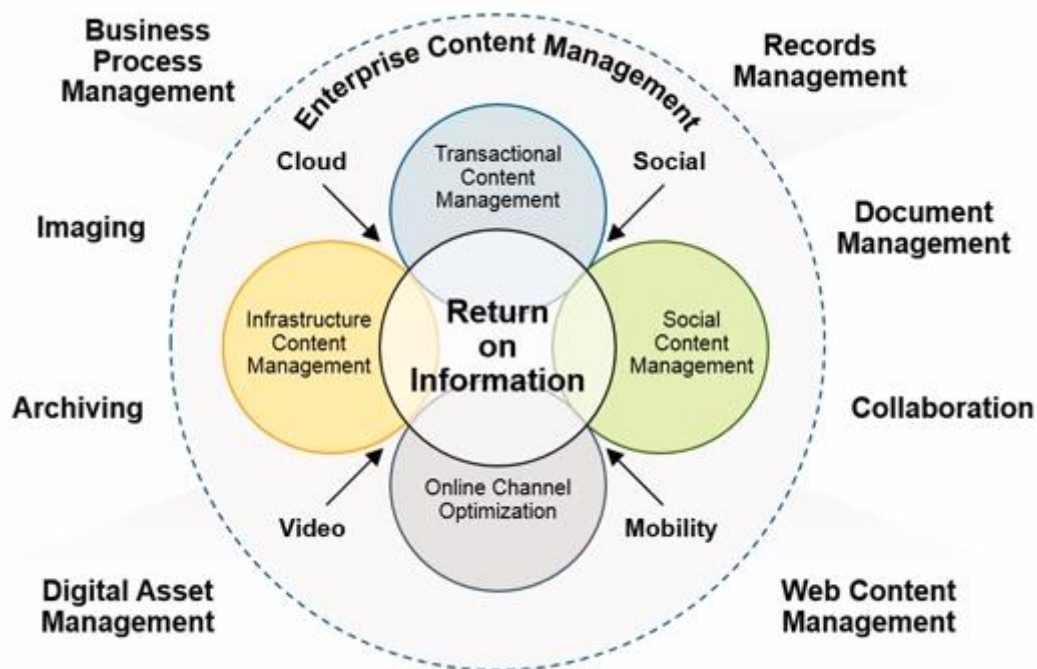 Business
Process
Management
Enterprise Content Management
Records
Management
Cloud
Transactional
Content
Management
Social
Imaging
Document
Management
Infrastructure
Content
Management
Return
on
Information
Social
Content
Management
Archiving
Collaboration
Online Channel
Optimization
Video
Mobility
Digital Asset
Management
Web Content
Management